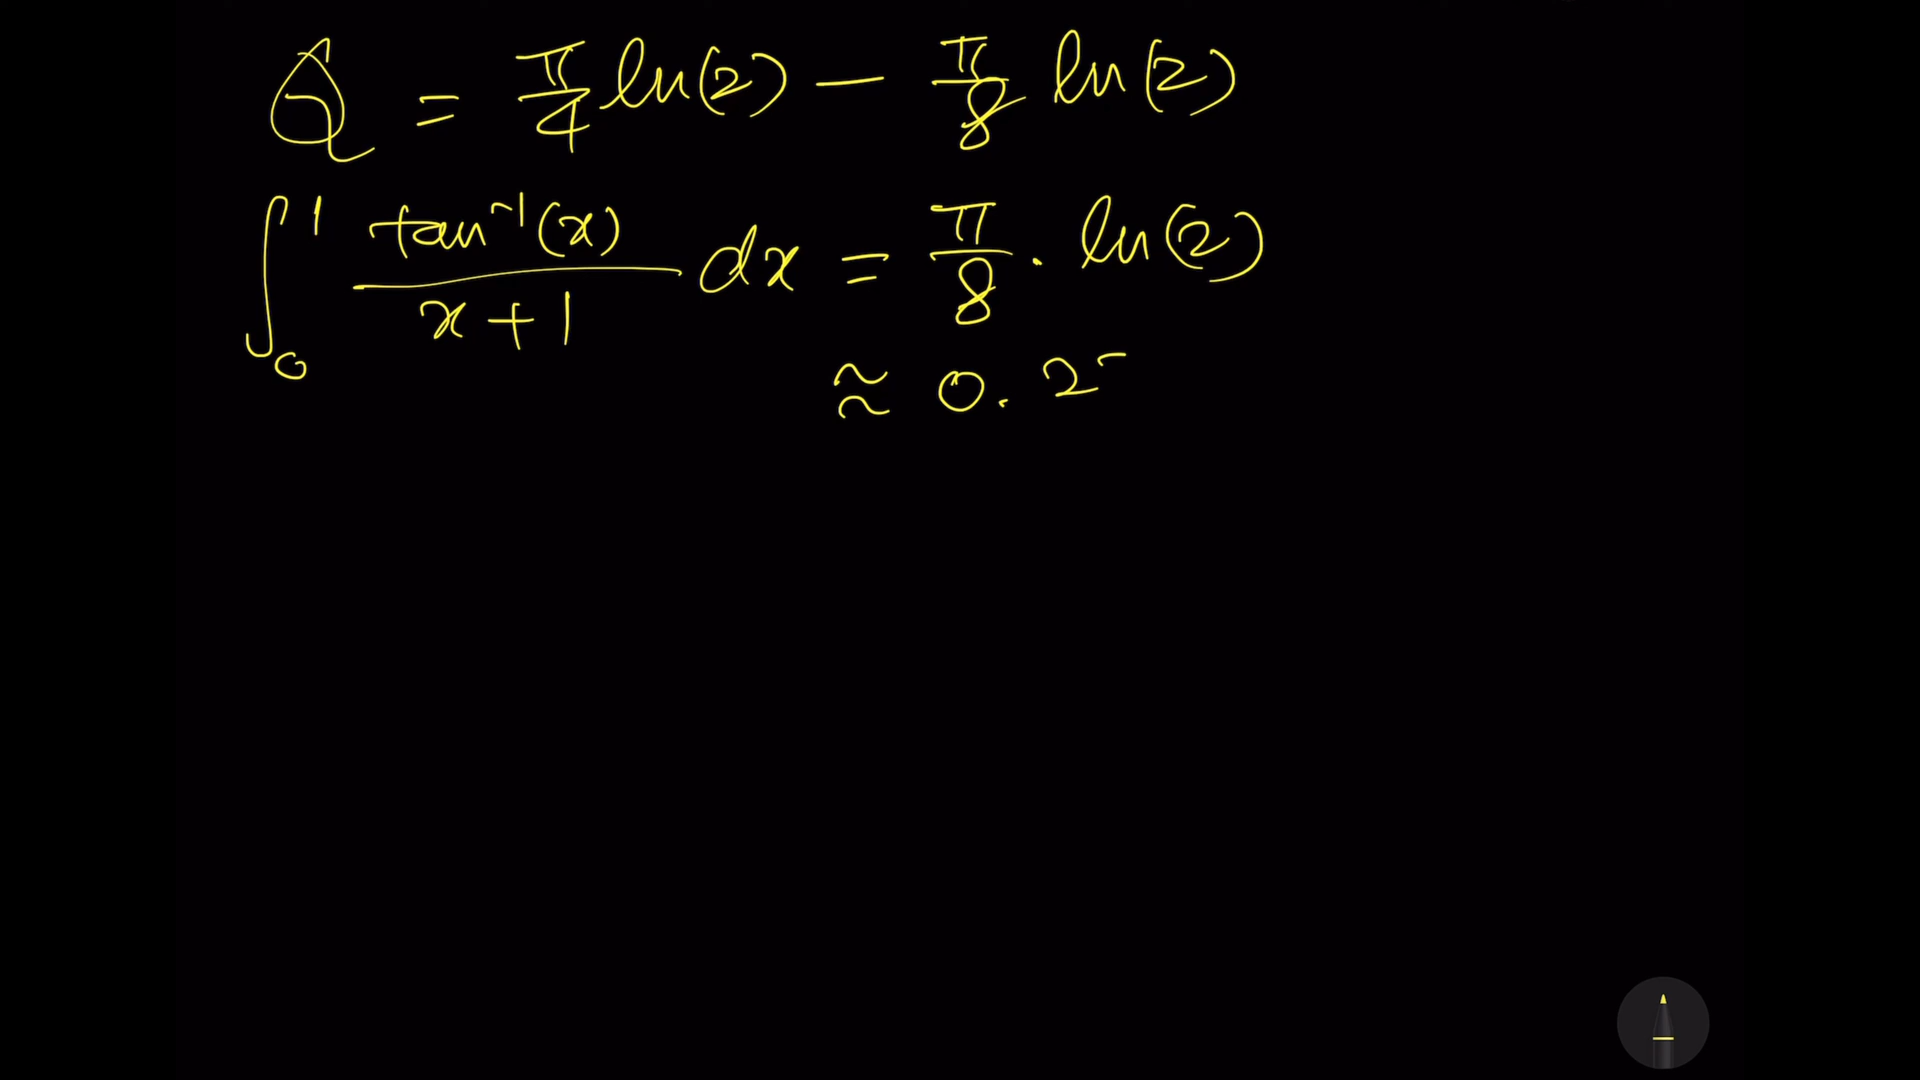 Q = π/4 ln(2) − π/8 ln(2)
∫₀¹ tan⁻¹(x)/(x+1) dx = π/8 · ln(2)
≈ 0.2